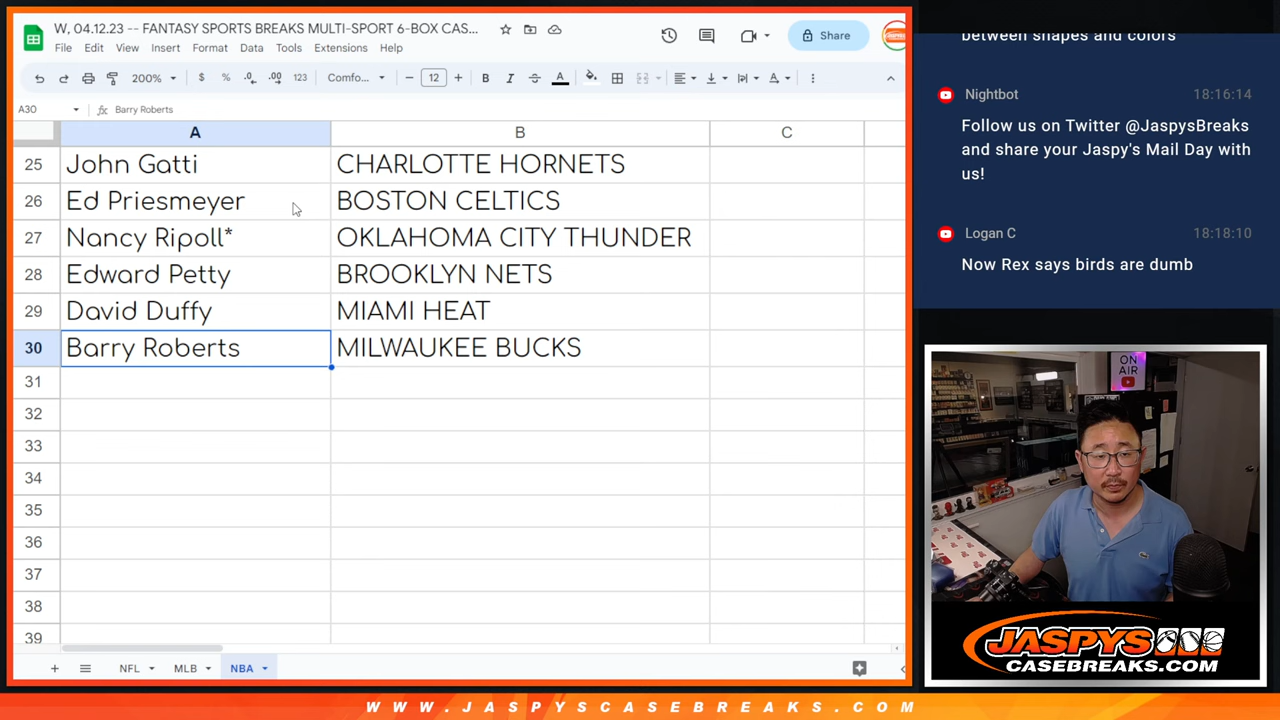 W, 04.12.23 -- FANTASY SPORTS BREAKS MULTI-SPORT 6-BOX CAS...
File Edit View Insert Format Data Tools Extensions Help
Share
200% $ % .0 .00 123 Comfo... - 12 + B I A
A30 fx Barry Roberts
A B C
25 John Gatti CHARLOTTE HORNETS
26 Ed Priesmeyer BOSTON CELTICS
27 Nancy Ripoll* OKLAHOMA CITY THUNDER
28 Edward Petty BROOKLYN NETS
29 David Duffy MIAMI HEAT
30 Barry Roberts MILWAUKEE BUCKS
31
32
33
34
35
36
37
38
39
+ NFL MLB NBA
between shapes and colors
Nightbot 18:16:14
Follow us on Twitter @JaspysBreaks
and share your Jaspy's Mail Day with
us!
Logan C 18:18:10
Now Rex says birds are dumb
ON
AIR
JASPYS
CASEBREAKS.COM
WWW.JASPYSCASEBREAKS.COM